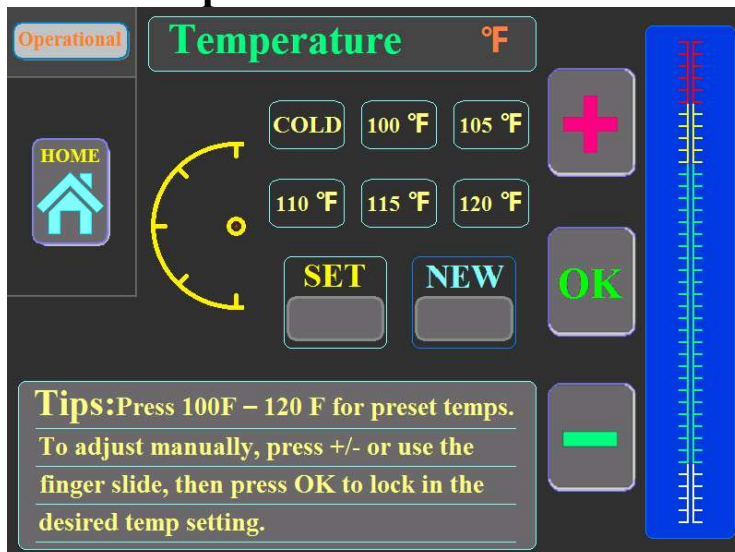 Operational
Temperature °F
COLD 100 °F 105 °F
HOME
110 °F 115 °F 120 °F
SET NEW
OK
Tips:Press 100F – 120 F for preset temps.
To adjust manually, press +/- or use the
finger slide, then press OK to lock in the
desired temp setting.